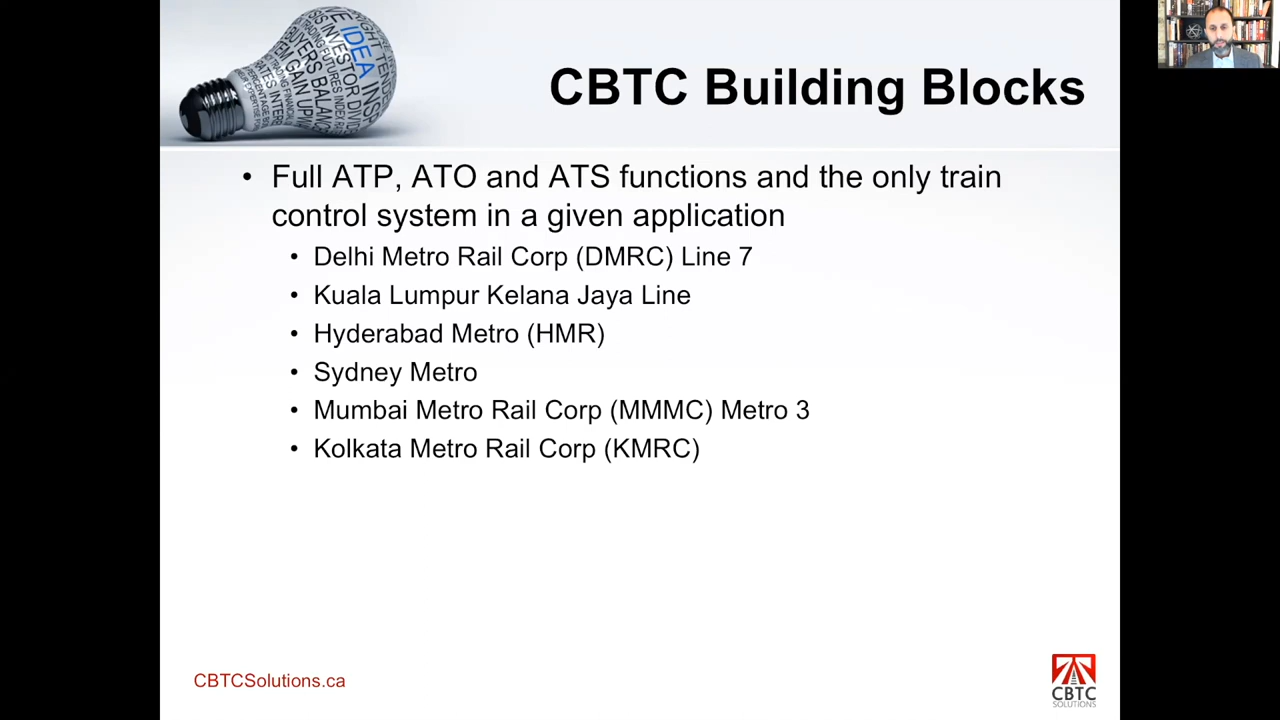 CBTC Building Blocks
• Full ATP, ATO and ATS functions and the only train
control system in a given application
• Delhi Metro Rail Corp (DMRC) Line 7
• Kuala Lumpur Kelana Jaya Line
• Hyderabad Metro (HMR)
• Sydney Metro
• Mumbai Metro Rail Corp (MMMC) Metro 3
• Kolkata Metro Rail Corp (KMRC)
CBTCSolutions.ca
CBTC
SOLUTIONS
IDEA